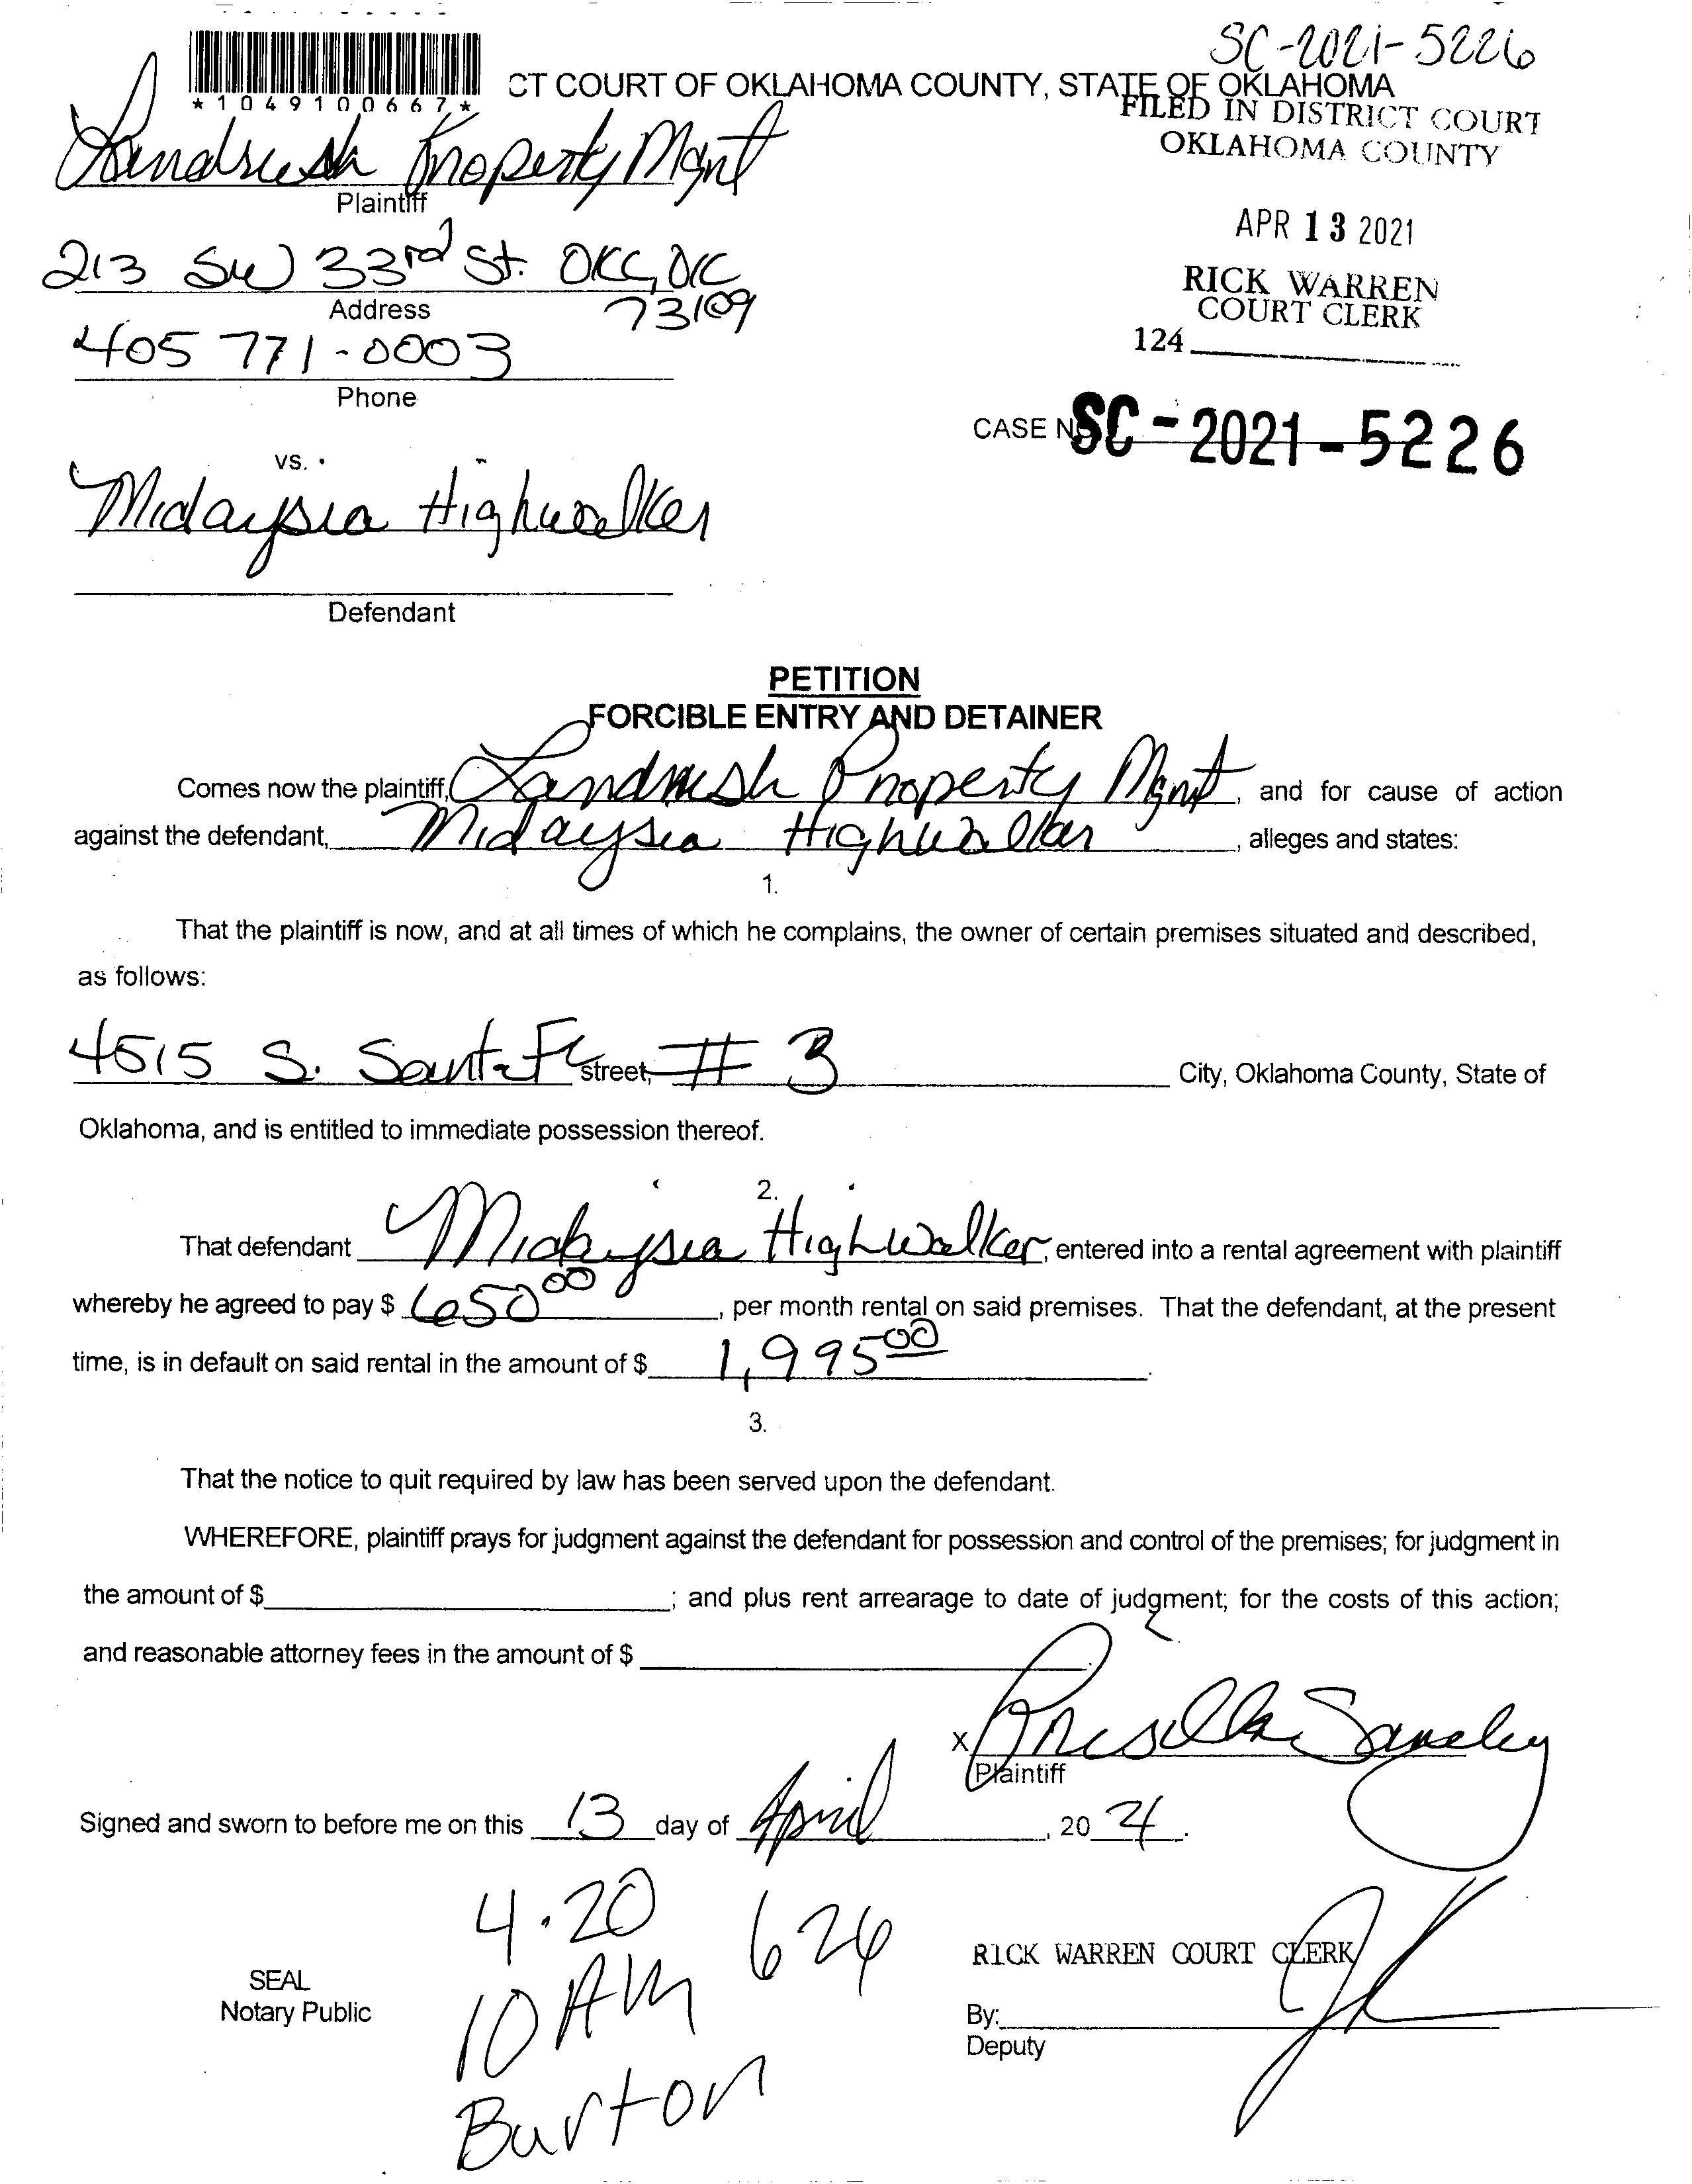 SC-2021-5226
*1049100667*
CT COURT OF OKLAHOMA COUNTY, STATE OF OKLAHOMA
FILED IN DISTRICT COURT
OKLAHOMA COUNTY
Landrush Property Mgnt
Plaintiff
APR 13 2021
213 SW 33rd St. OKC, OK
73109
Address
RICK WARREN
COURT CLERK
124
405 771-0003
Phone
CASE NO. SC-2021-5226
vs.
Midaysia Highwalker
Defendant
PETITION
FORCIBLE ENTRY AND DETAINER
Comes now the plaintiff, Landrush Property Mgnt, and for cause of action
against the defendant, Midaysia Highwalker, alleges and states:
1.
That the plaintiff is now, and at all times of which he complains, the owner of certain premises situated and described,
as follows:
4515 S. Santa Fe street, # 3 City, Oklahoma County, State of
Oklahoma, and is entitled to immediate possession thereof.
2.
That defendant Midaysia Highwalker, entered into a rental agreement with plaintiff
whereby he agreed to pay $ 650 00, per month rental on said premises. That the defendant, at the present
time, is in default on said rental in the amount of $ 1,995 00.
3.
That the notice to quit required by law has been served upon the defendant.
WHEREFORE, plaintiff prays for judgment against the defendant for possession and control of the premises; for judgment in
the amount of $ ; and plus rent arrearage to date of judgment; for the costs of this action;
and reasonable attorney fees in the amount of $ .
x Priscilla
Plaintiff
Signed and sworn to before me on this 13 day of April, 2021.
4.20 624
10 AM
Burton
SEAL
Notary Public
RICK WARREN COURT CLERK
By:
Deputy